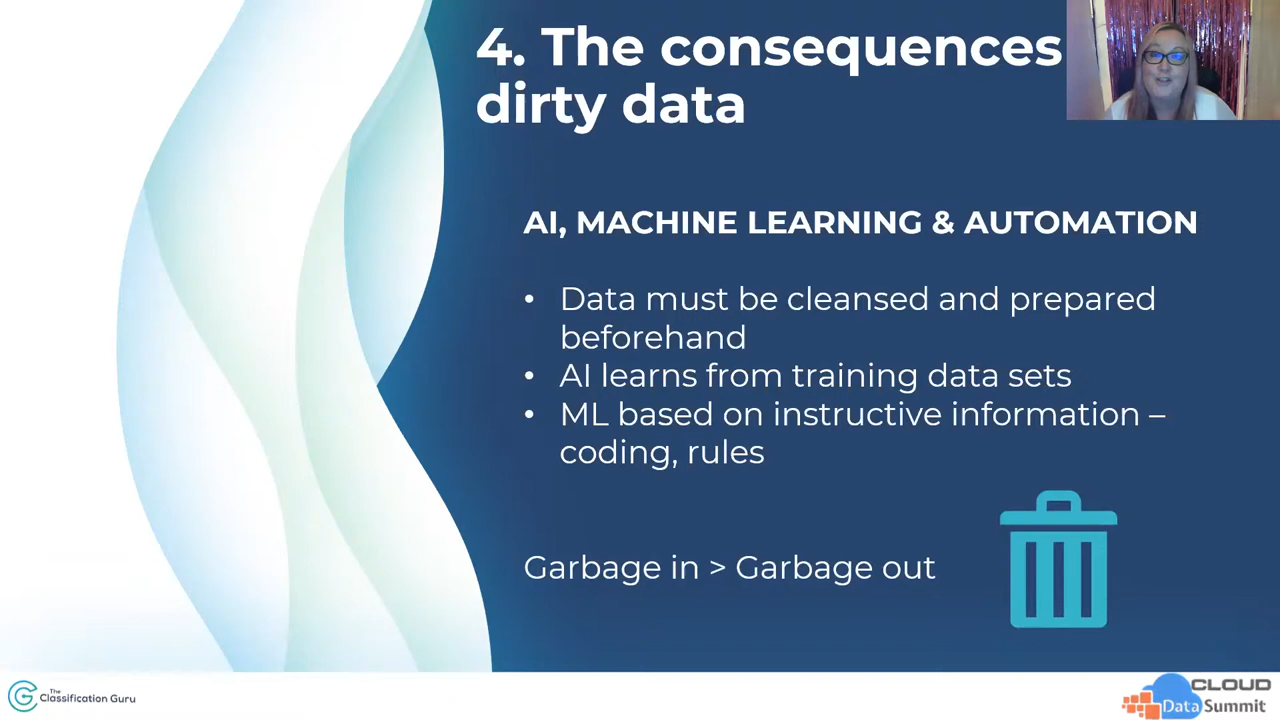 4. The consequences
dirty data
AI, MACHINE LEARNING & AUTOMATION
• Data must be cleansed and prepared
beforehand
• AI learns from training data sets
• ML based on instructive information –
coding, rules
Garbage in > Garbage out
The
Classification Guru
CLOUD
Data Summit